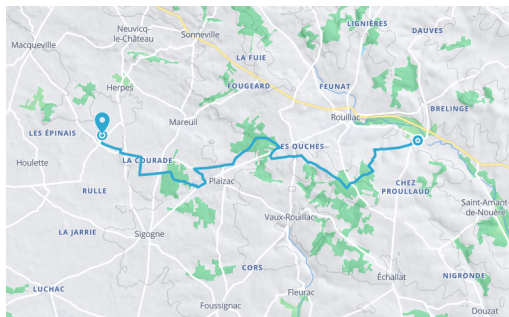 LIGNIÈRES
Neuvicq-
le-Château
Sonneville
DAUVES
Macqueville
LA FUIE
Herpes
FOUGEARD
FEUNAT
BRELINGE
Rouillac
Mareuil
LES ÉPINAIS
LES OUCHES
LA COURADE
Houlette
Plaizac
CHEZ
PROULLAUD
RULLE
Saint-Amant-
de-Nouère
Vaux-Rouillac
LA JARRIE
Sigogne
CORS
Échallat
NIGRONDE
LUCHAC
Fleurac
Foussignac
Douzat